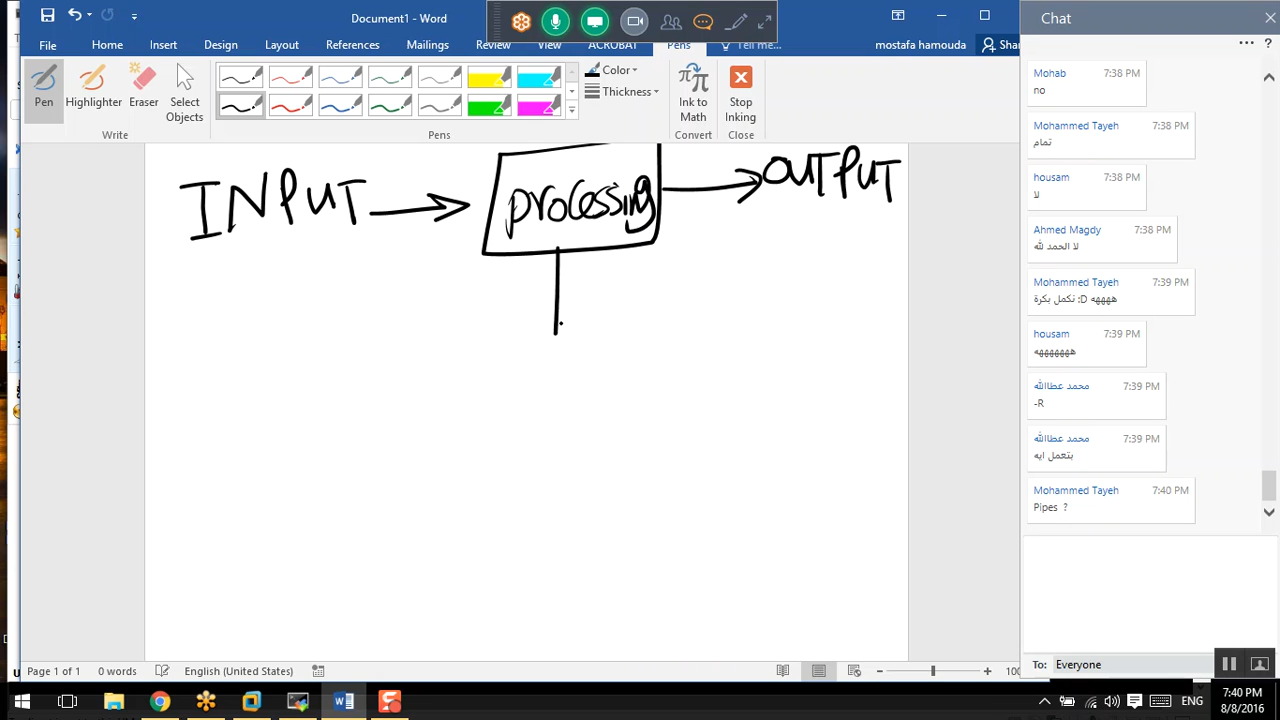 Document1 - Word
File
Home
Insert
Design
Layout
References
Mailings
Review
View
ACROBAT
Pens
Tell me...
mostafa hamouda
Shar
Pen
Highlighter
Eraser
Select
Objects
Write
Pens
Color
Thickness
Ink to
Math
Convert
Stop
Inking
Close
INPUT
processing
OUTPUT
Chat
Mohab 7:38 PM
no
Mohammed Tayeh 7:38 PM
تمام
housam 7:38 PM
لا
Ahmed Magdy 7:38 PM
لا الحمد لله
Mohammed Tayeh 7:39 PM
هههههه D: نكمل بكرة
housam 7:39 PM
محمد عطاالله 7:39 PM
-R
محمد عطاالله 7:39 PM
بتعمل ايه
Mohammed Tayeh 7:40 PM
Pipes ?
To: Everyone
Page 1 of 1
0 words
English (United States)
100
ENG
7:40 PM
8/8/2016